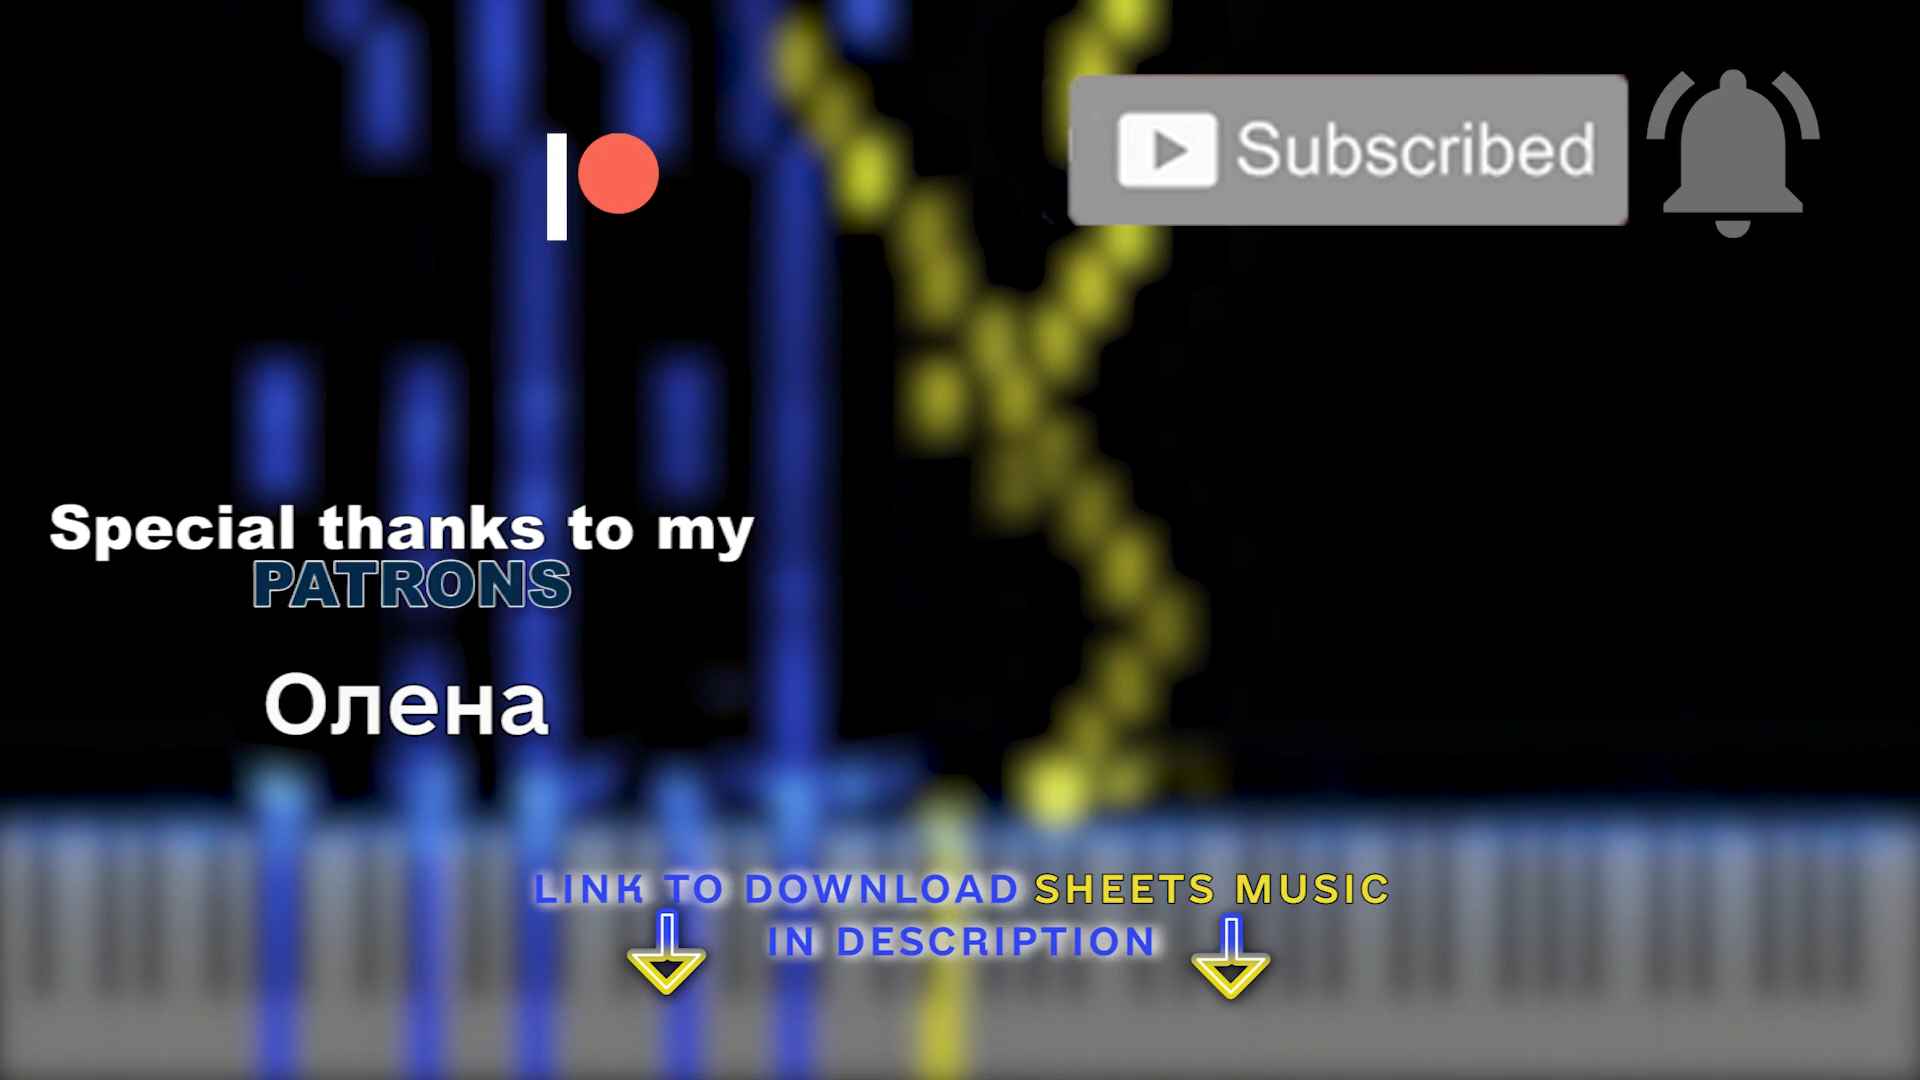 Subscribed
Special thanks to my
PATRONS
Олена
LINK TO DOWNLOAD SHEETS MUSIC
IN DESCRIPTION